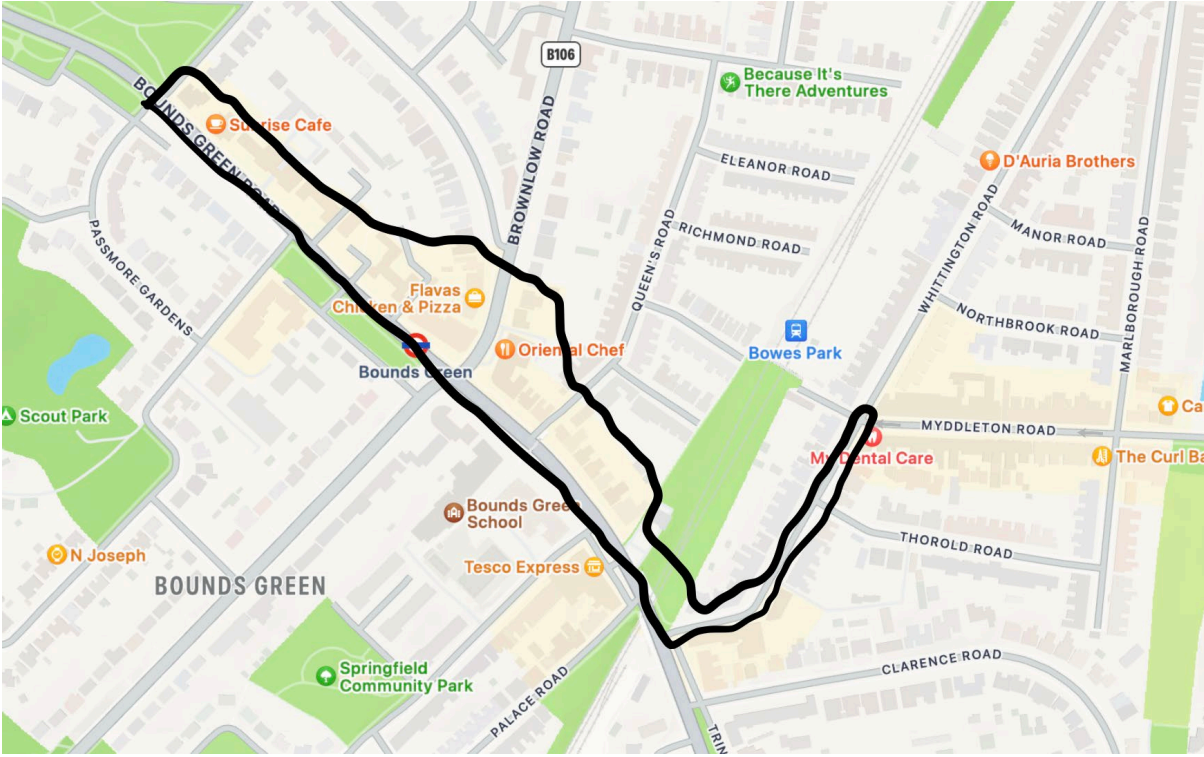 B106
Because It's
There Adventures
BOUNDS GREEN ROAD
Sunrise Cafe
BROWNLOW ROAD
ELEANOR ROAD
D'Auria Brothers
PASSMORE GARDENS
QUEEN'S ROAD
RICHMOND ROAD
WHITTINGTON ROAD
MANOR ROAD
MARLBOROUGH ROAD
Flavas
Chicken & Pizza
NORTHBROOK ROAD
Oriental Chef
Bowes Park
Bounds Green
Scout Park
Ca
MYDDLETON ROAD
My Dental Care
The Curl Ba
Bounds Green
School
N Joseph
THOROLD ROAD
Tesco Express
BOUNDS GREEN
Springfield
Community Park
CLARENCE ROAD
PALACE ROAD
TRIN